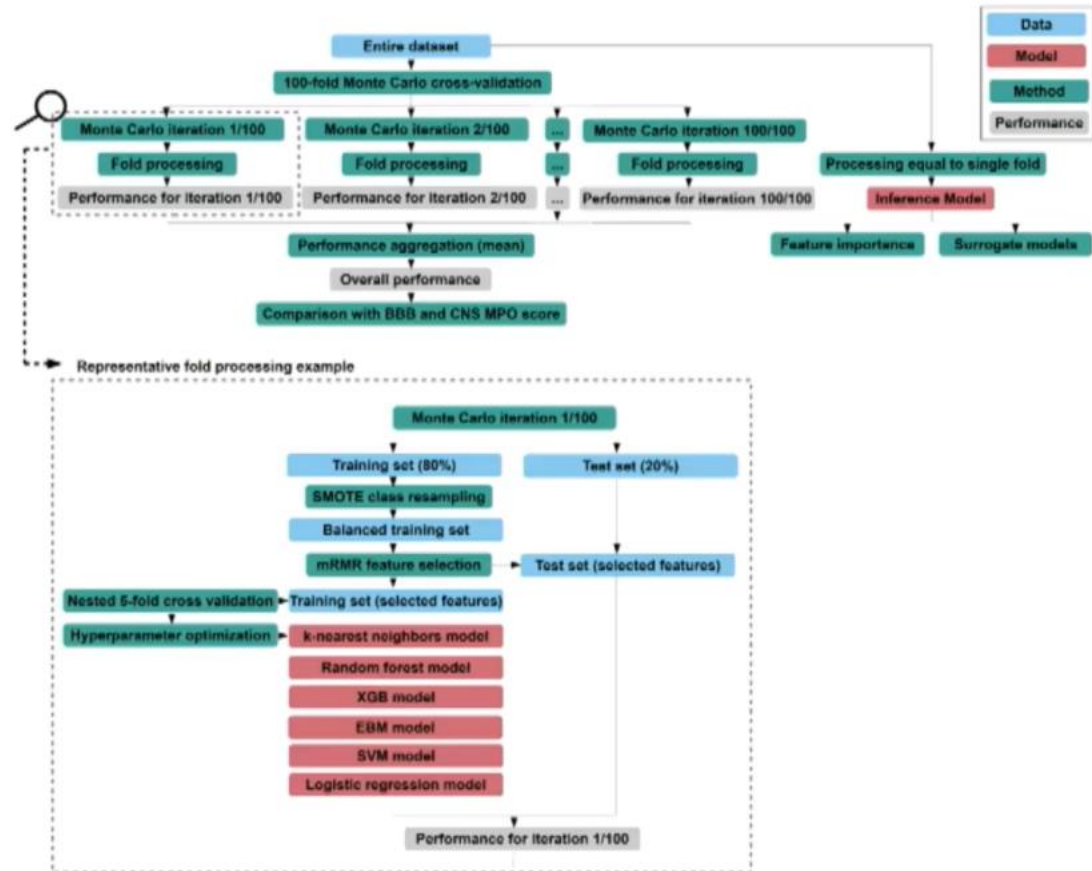 Data
Model
Method
Performance
Entire dataset
100-fold Monte Carlo cross-validation
Monte Carlo iteration 1/100
Monte Carlo iteration 2/100
...
Monte Carlo iteration 100/100
Fold processing
Fold processing
...
Fold processing
Processing equal to single fold
Performance for iteration 1/100
Performance for iteration 2/100
...
Performance for iteration 100/100
Inference Model
Performance aggregation (mean)
Feature importance
Surrogate models
Overall performance
Comparison with BBB and CNS MPO score
Representative fold processing example
Monte Carlo iteration 1/100
Training set (80%)
Test set (20%)
SMOTE class resampling
Balanced training set
mRMR feature selection
Test set (selected features)
Nested 5-fold cross validation
Training set (selected features)
Hyperparameter optimization
k-nearest neighbors model
Random forest model
XGB model
EBM model
SVM model
Logistic regression model
Performance for iteration 1/100